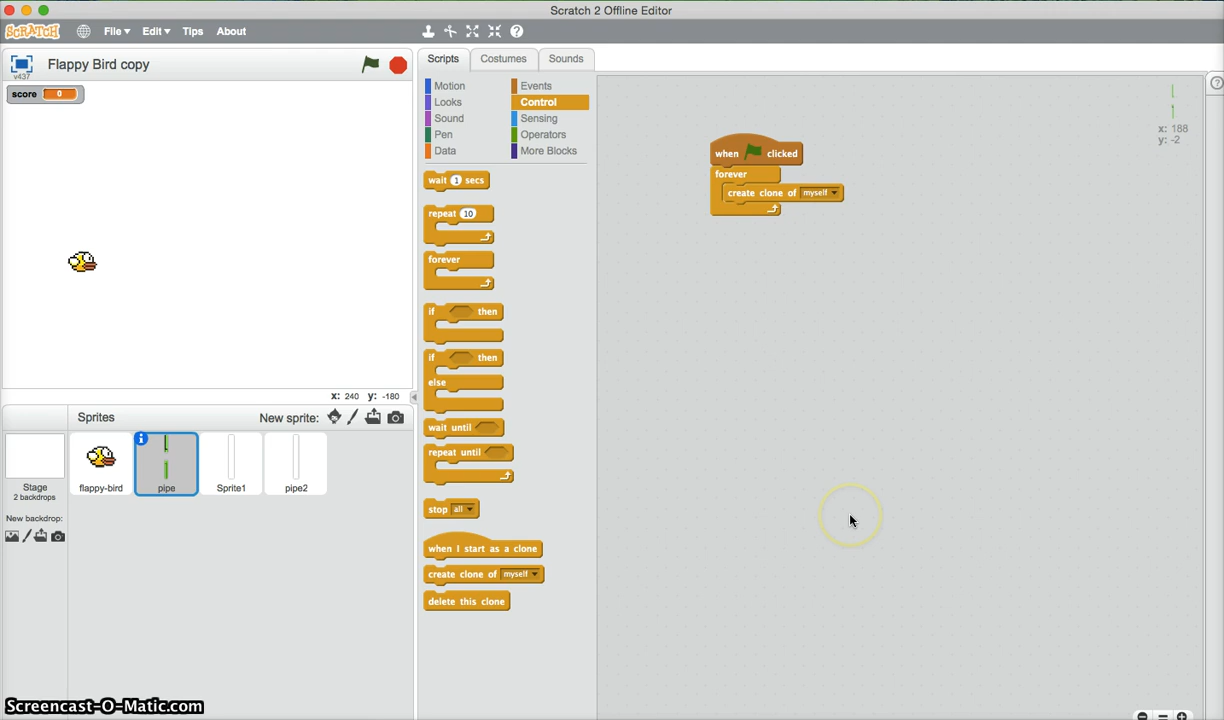 Scratch 2 Offline Editor
SCRATCH File Edit Tips About
v437 Flappy Bird copy
Scripts Costumes Sounds
score 0
Motion Events
Looks Control
Sound Sensing
Pen Operators
Data More Blocks
wait 1 secs
repeat 10
forever
if then
if then
else
wait until
repeat until
stop all
when I start as a clone
create clone of myself
delete this clone
when clicked
forever
create clone of myself
x: 188
y: -2
x: 240 y: -180
Sprites New sprite:
Stage
2 backdrops
New backdrop:
flappy-bird pipe Sprite1 pipe2
Screencast-O-Matic.com